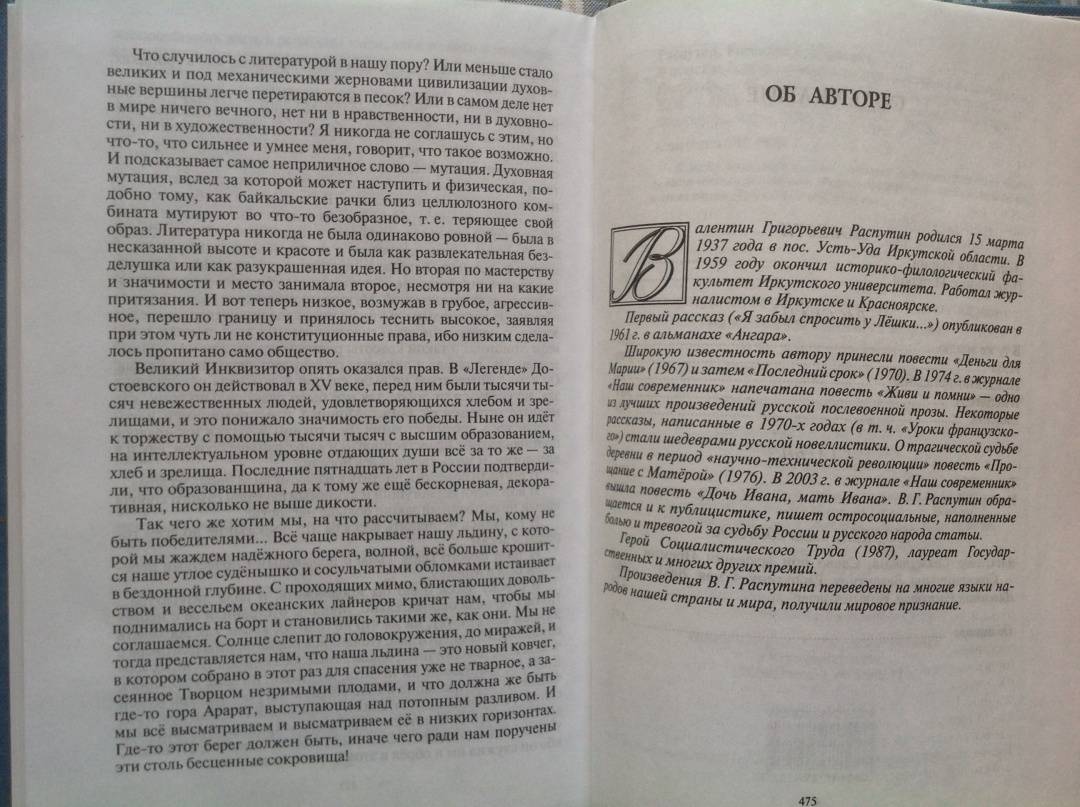 Что случилось с литературой в нашу пору? Или меньше стало
великих и под механическими жерновами цивилизации духов-
ные вершины легче перетираются в песок? Или в самом деле нет
в мире ничего вечного, нет ни в нравственности, ни в духовно-
сти, ни в художественности? Я никогда не соглашусь с этим, но
что-то, что сильнее и умнее меня, говорит, что такое возможно.
И подсказывает самое неприличное слово — мутация. Духовная
мутация, вслед за которой может наступить и физическая, по-
добно тому, как байкальские рачки близ целлюлозного ком-
бината мутируют во что-то безобразное, т. е. теряющее свой
образ. Литература никогда не была одинаково ровной — была в
несказанной высоте и красоте и была как развлекательная без-
делушка или как разукрашенная идея. Но вторая по мастерству
и значимости и место занимала второе, несмотря ни на какие
притязания. И вот теперь низкое, возмужав в грубое, агрессив-
ное, перешло границу и принялось теснить высокое, заявляя
при этом чуть ли не конституционные права, ибо низким сдела-
лось пропитано само общество.
Великий Инквизитор опять оказался прав. В «Легенде» До-
стоевского он действовал в XV веке, перед ним были тысячи ты-
сяч невежественных людей, удовлетворяющихся хлебом и зре-
лищами, и это понижало значимость его победы. Ныне он идёт
к торжеству с помощью тысячи тысяч с высшим образованием,
на интеллектуальном уровне отдающих души всё за то же — за
хлеб и зрелища. Последние пятнадцать лет в России подтверди-
ли, что образованщина, да к тому же ещё бескорневая, декора-
тивная, нисколько не выше дикости.
Так чего же хотим мы, на что рассчитываем? Мы, кому не
быть победителями... Всё чаще накрывает нашу льдину, с кото-
рой мы жаждем надёжного берега, волной, всё больше крошит-
ся наше утлое судёнышко и сосульчатыми обломками истаивает
в бездонной глубине. С проходящих мимо, блистающих доволь-
ством и весельем океанских лайнеров кричат нам, чтобы мы
поднимались на борт и становились такими же, как они. Мы не
соглашаемся. Солнце слепит до головокружения, до миражей, и
тогда представляется нам, что наша льдина — это новый ковчег,
в котором собрано в этот раз для спасения уже не тварное, а за-
сеянное Творцом незримыми плодами, и что должна же быть
где-то гора Арарат, выступающая над потопным разливом. И
мы всё высматриваем и высматриваем её в низких горизонтах.
Где-то этот берег должен быть, иначе чего ради нам поручены
эти столь бесценные сокровища!
ОБ АВТОРЕ
Валентин Григорьевич Распутин родился 15 марта
1937 года в пос. Усть-Уда Иркутской области. В
1959 году окончил историко-филологический фа-
культет Иркутского университета. Работал жур-
налистом в Иркутске и Красноярске.
Первый рассказ («Я забыл спросить у Лёшки...») опубликован в
1961 г. в альманахе «Ангара».
Широкую известность автору принесли повести «Деньги для
Марии» (1967) и затем «Последний срок» (1970). В 1974 г. в журнале
«Наш современник» напечатана повесть «Живи и помни» — одно
из лучших произведений русской послевоенной прозы. Некоторые
рассказы, написанные в 1970-х годах (в т. ч. «Уроки французско-
го») стали шедеврами русской новеллистики. О трагической судьбе
деревни в период «научно-технической революции» повесть «Про-
щание с Матёрой» (1976). В 2003 г. в журнале «Наш современник»
вышла повесть «Дочь Ивана, мать Ивана». В. Г. Распутин обра-
щается и к публицистике, пишет остросоциальные, наполненные
болью и тревогой за судьбу России и русского народа статьи.
Герой Социалистического Труда (1987), лауреат Государ-
ственных и многих других премий.
Произведения В. Г. Распутина переведены на многие языки на-
родов нашей страны и мира, получили мировое признание.
475